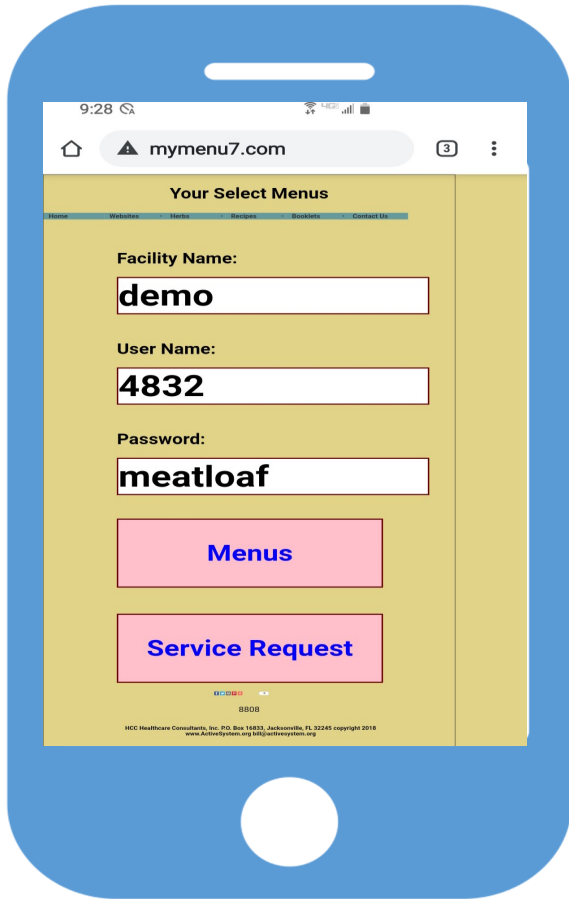 9:28
4G
mymenu7.com
3
Your Select Menus
Home Websites Herbs Recipes Booklets Contact Us
Facility Name:
demo
User Name:
4832
Password:
meatloaf
Menus
Service Request
8808
HCC Healthcare Consultants, Inc. P.O. Box 16833, Jacksonville, FL 32245 copyright 2018
www.ActiveSystem.org bill@activesystem.org